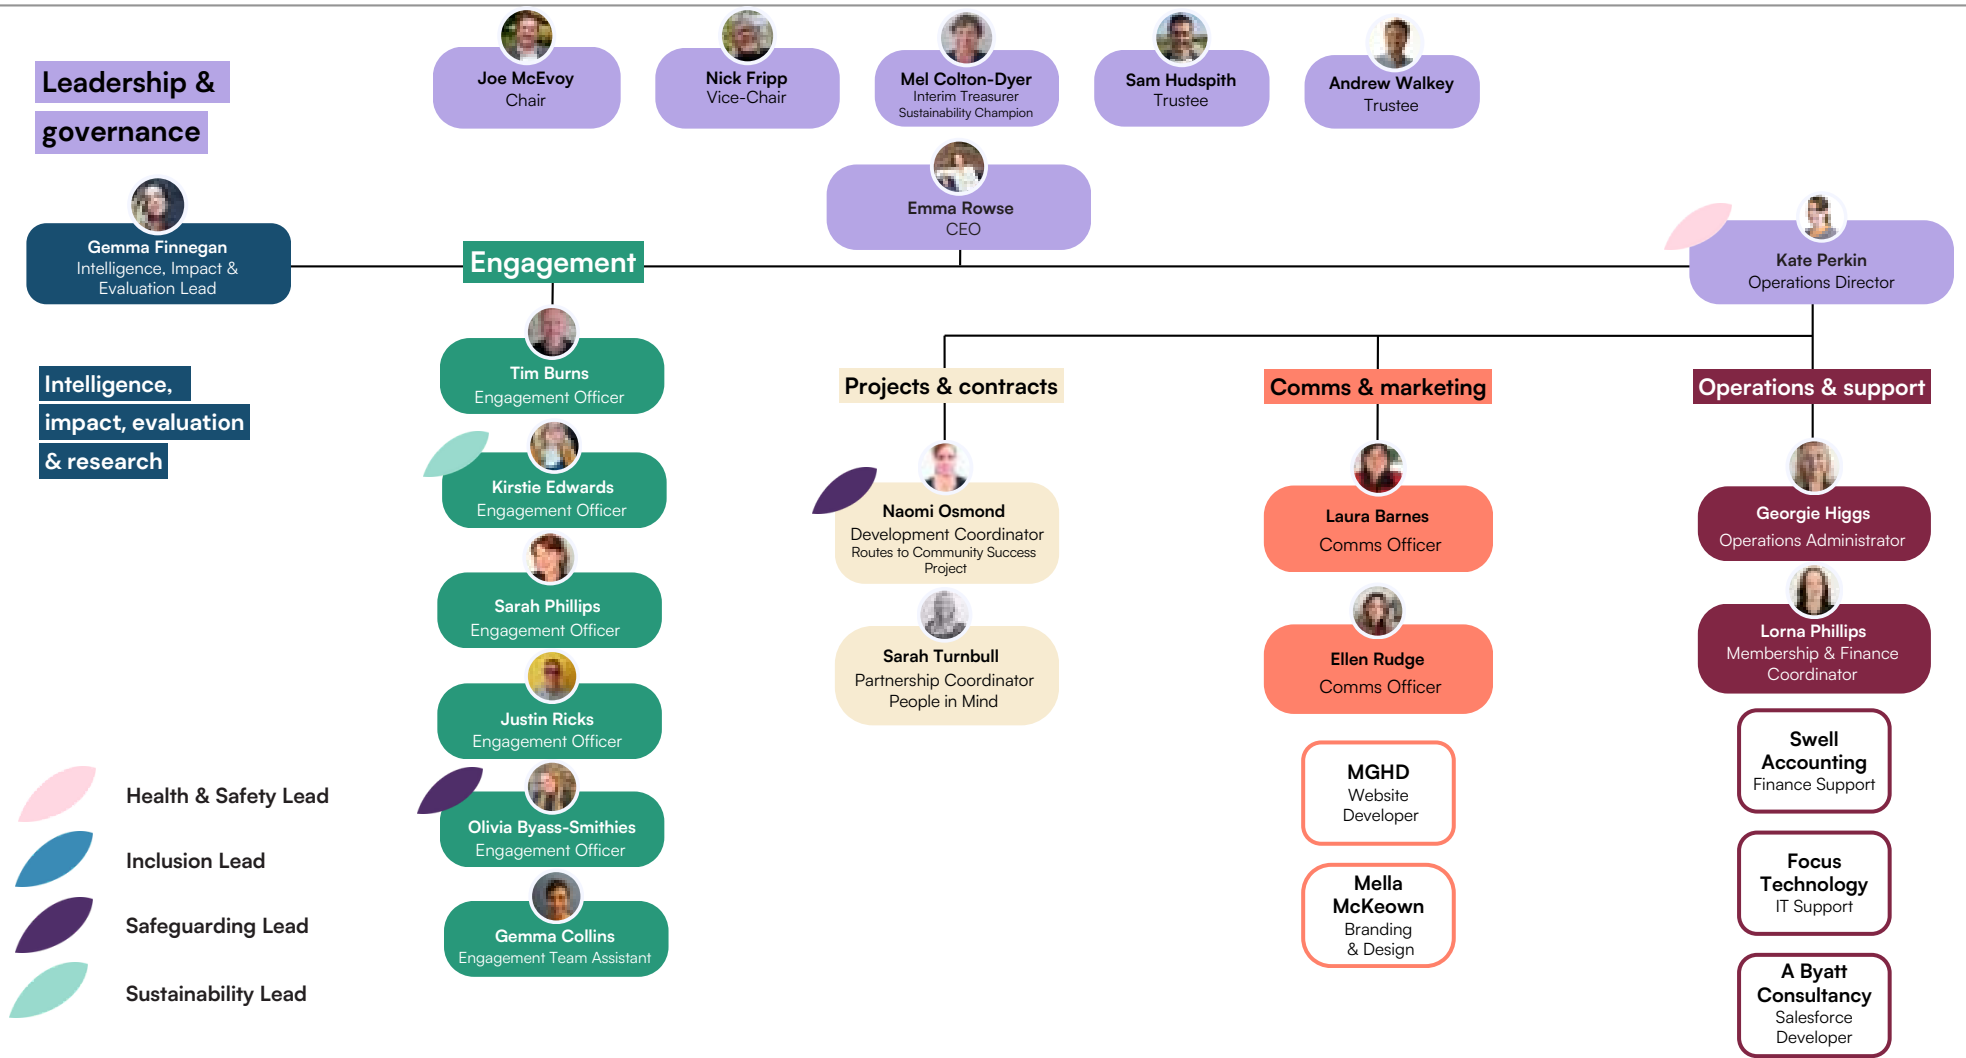 Leadership &
governance
Joe McEvoy
Chair
Nick Fripp
Vice-Chair
Mel Colton-Dyer
Interim Treasurer
Sustainability Champion
Sam Hudspith
Trustee
Andrew Walkey
Trustee
Emma Rowse
CEO
Gemma Finnegan
Intelligence, Impact &
Evaluation Lead
Kate Perkin
Operations Director
Engagement
Tim Burns
Engagement Officer
Kirstie Edwards
Engagement Officer
Sarah Phillips
Engagement Officer
Justin Ricks
Engagement Officer
Olivia Byass-Smithies
Engagement Officer
Gemma Collins
Engagement Team Assistant
Intelligence,
impact, evaluation
& research
Projects & contracts
Naomi Osmond
Development Coordinator
Routes to Community Success
Project
Sarah Turnbull
Partnership Coordinator
People in Mind
Comms & marketing
Laura Barnes
Comms Officer
Ellen Rudge
Comms Officer
MGHD
Website
Developer
Mella
McKeown
Branding
& Design
Operations & support
Georgie Higgs
Operations Administrator
Lorna Phillips
Membership & Finance
Coordinator
Swell
Accounting
Finance Support
Focus
Technology
IT Support
A Byatt
Consultancy
Salesforce
Developer
Health & Safety Lead
Inclusion Lead
Safeguarding Lead
Sustainability Lead